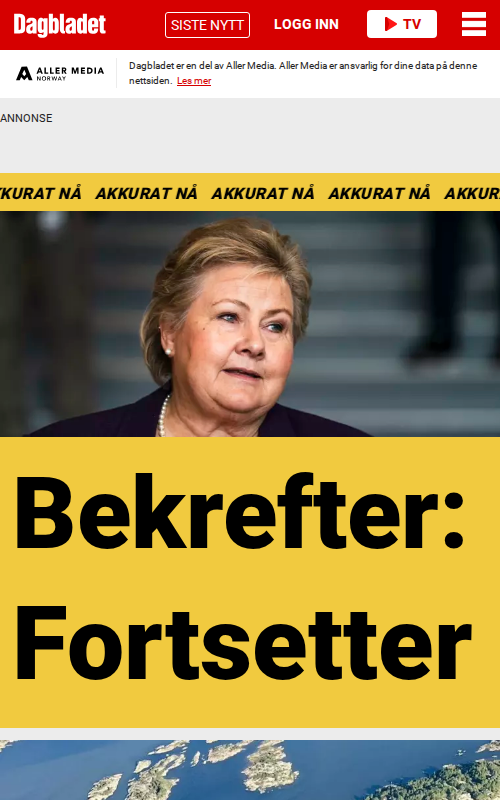 Dagbladet
SISTE NYTT
LOGG INN
TV
ALLER MEDIA
NORWAY
Dagbladet er en del av Aller Media. Aller Media er ansvarlig for dine data på denne
nettsiden. Les mer
ANNONSE
KURAT NÅ AKKURAT NÅ AKKURAT NÅ AKKURAT NÅ AKKUR
Bekrefter:
Fortsetter